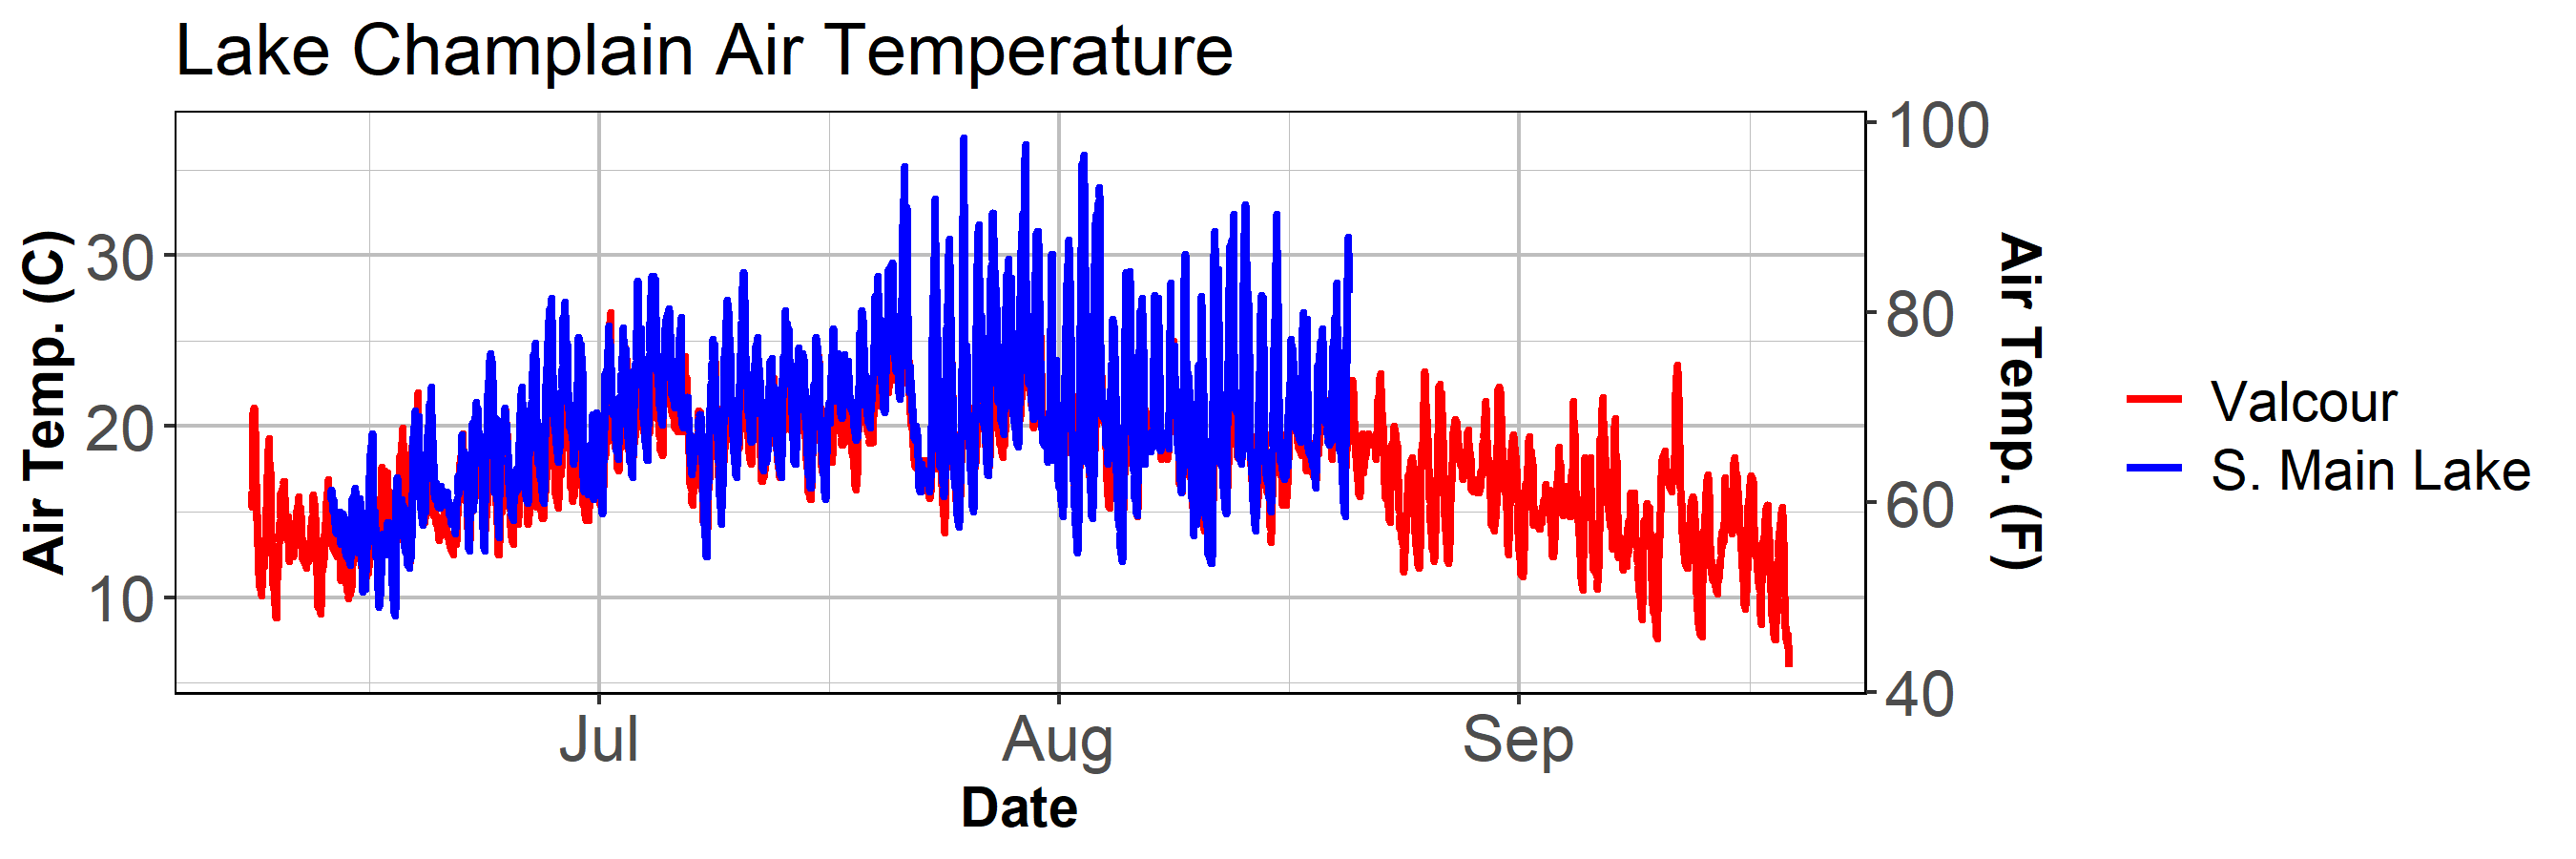 Lake Champlain Air Temperature
Air Temp. (C)
30
20
10
100
80
60
40
Air Temp. (F)
Jul Aug Sep
Date
Valcour
S. Main Lake